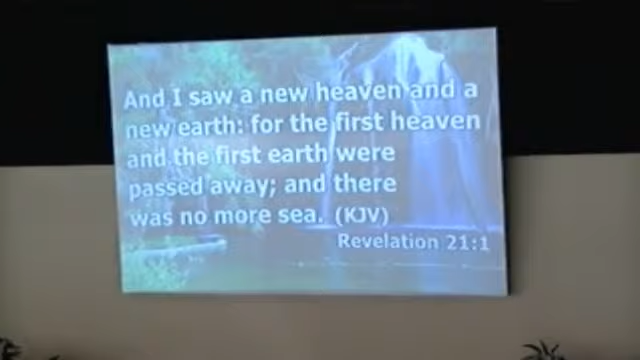 And I saw a new heaven and a
new earth: for the first heaven
and the first earth were
passed away; and there
was no more sea. (KJV)
Revelation 21:1